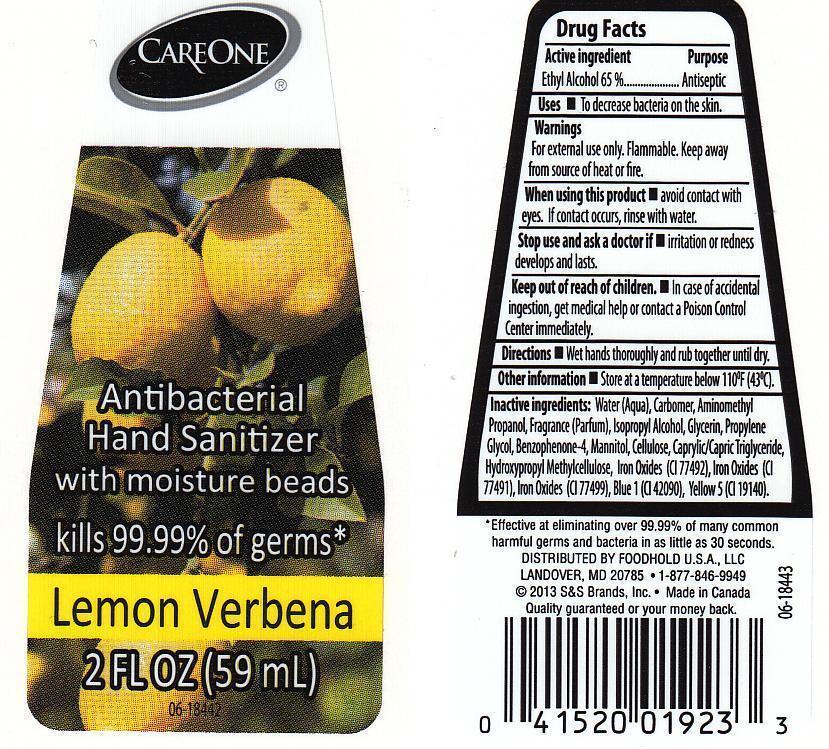 CAREONE
®
Antibacterial
Hand Sanitizer
with moisture beads
kills 99.99% of germs*
Lemon Verbena
2 FL OZ (59 mL)
06-18442
Drug Facts
Active ingredient Purpose
Ethyl Alcohol 65 %.................... Antiseptic
Uses ■ To decrease bacteria on the skin.
Warnings
For external use only. Flammable. Keep away
from source of heat or fire.
When using this product ■ avoid contact with
eyes. If contact occurs, rinse with water.
Stop use and ask a doctor if ■ irritation or redness
develops and lasts.
Keep out of reach of children. ■ In case of accidental
ingestion, get medical help or contact a Poison Control
Center immediately.
Directions ■ Wet hands thoroughly and rub together until dry.
Other information ■ Store at a temperature below 110°F (43°C).
Inactive ingredients: Water (Aqua), Carbomer, Aminomethyl
Propanol, Fragrance (Parfum), Isopropyl Alcohol, Glycerin, Propylene
Glycol, Benzophenone-4, Mannitol, Cellulose, Caprylic/Capric Triglyceride,
Hydroxypropyl Methylcellulose, Iron Oxides (CI 77492), Iron Oxides (CI
77491), Iron Oxides (CI 77499), Blue 1 (CI 42090), Yellow 5 (CI 19140).
*Effective at eliminating over 99.99% of many common
harmful germs and bacteria in as little as 30 seconds.
DISTRIBUTED BY FOODHOLD U.S.A., LLC
LANDOVER, MD 20785 • 1-877-846-9949
© 2013 S&S Brands, Inc. • Made in Canada
Quality guaranteed or your money back.
06-18443
0 41520 01923 3